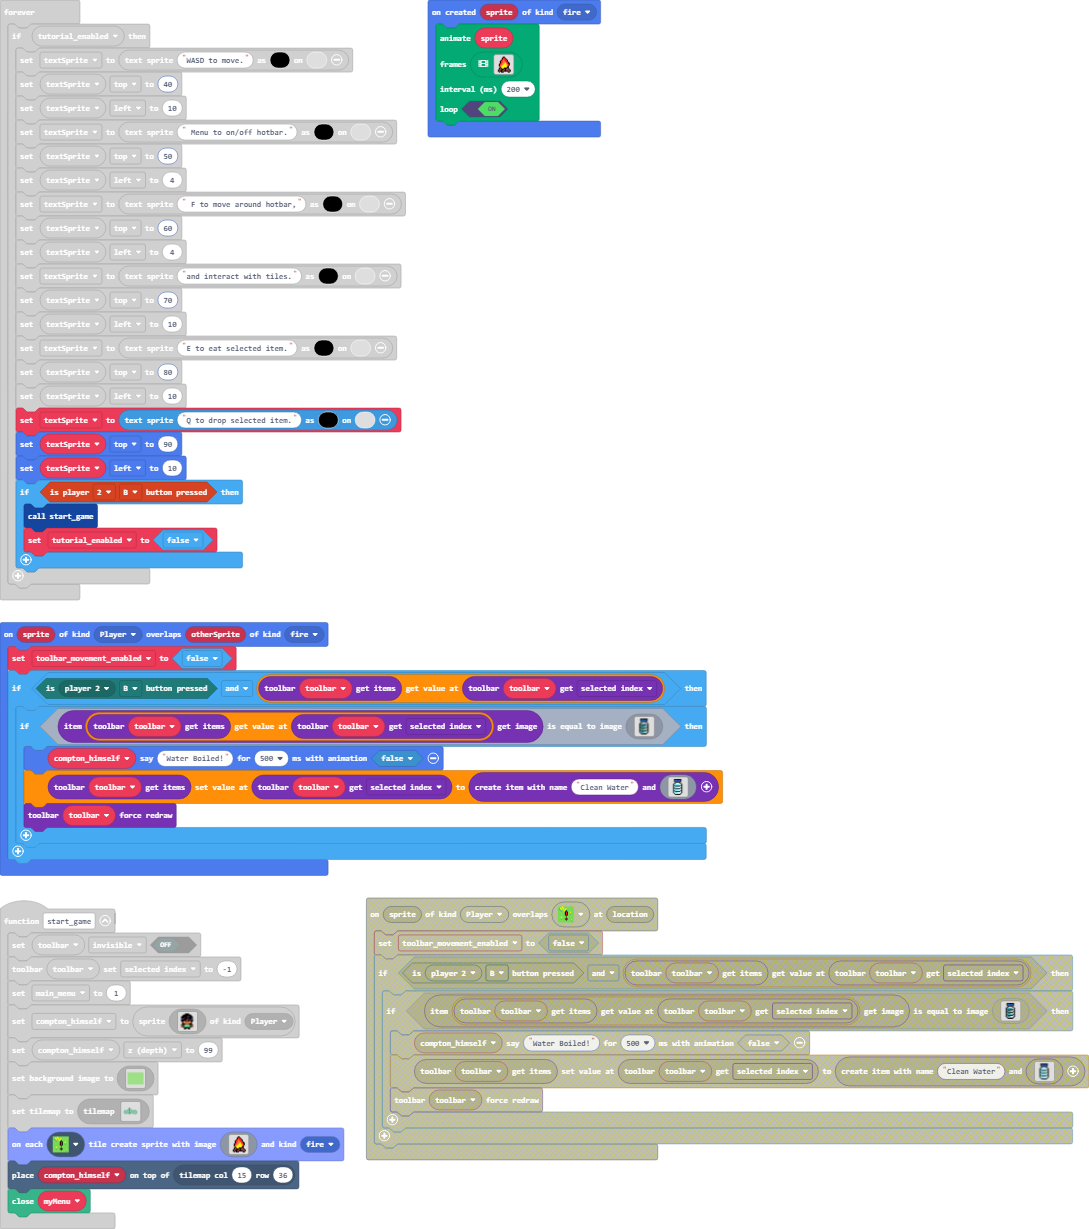 forever
if tutorial_enabled then
set textSprite to text sprite "WASD to move." as on
set textSprite top to 40
set textSprite left to 10
set textSprite to text sprite " Menu to on/off hotbar." as on
set textSprite top to 50
set textSprite left to 4
set textSprite to text sprite " F to move around hotbar," as on
set textSprite top to 60
set textSprite left to 4
set textSprite to text sprite "and interact with tiles." as on
set textSprite top to 70
set textSprite left to 10
set textSprite to text sprite "E to eat selected item." as on
set textSprite top to 80
set textSprite left to 10
set textSprite to text sprite "Q to drop selected item." as on
set textSprite top to 90
set textSprite left to 10
if is player 2 B button pressed then
call start_game
set tutorial_enabled to false
on created sprite of kind fire
animate sprite
frames
interval (ms) 200
loop ON
on sprite of kind Player overlaps otherSprite of kind fire
set toolbar_movement_enabled to false
if is player 2 B button pressed and toolbar toolbar get items get value at toolbar toolbar get selected index then
if item toolbar toolbar get items get value at toolbar toolbar get selected index get image is equal to image then
compton_himself say "Water Boiled!" for 500 ms with animation false
toolbar toolbar get items set value at toolbar toolbar get selected index to create item with name "Clean Water" and
toolbar toolbar force redraw
function start_game
set toolbar invisible OFF
toolbar toolbar set selected index to -1
set main_menu to 1
set compton_himself to sprite of kind Player
set compton_himself z (depth) to 99
set background image to
set tilemap to tilemap
on each tile create sprite with image and kind fire
place compton_himself on top of tilemap col 15 row 36
close myMenu
on sprite of kind Player overlaps at location
set toolbar_movement_enabled to false
if is player 2 B button pressed and toolbar toolbar get items get value at toolbar toolbar get selected index then
if item toolbar toolbar get items get value at toolbar toolbar get selected index get image is equal to image then
compton_himself say "Water Boiled!" for 500 ms with animation false
toolbar toolbar get items set value at toolbar toolbar get selected index to create item with name "Clean Water" and
toolbar toolbar force redraw